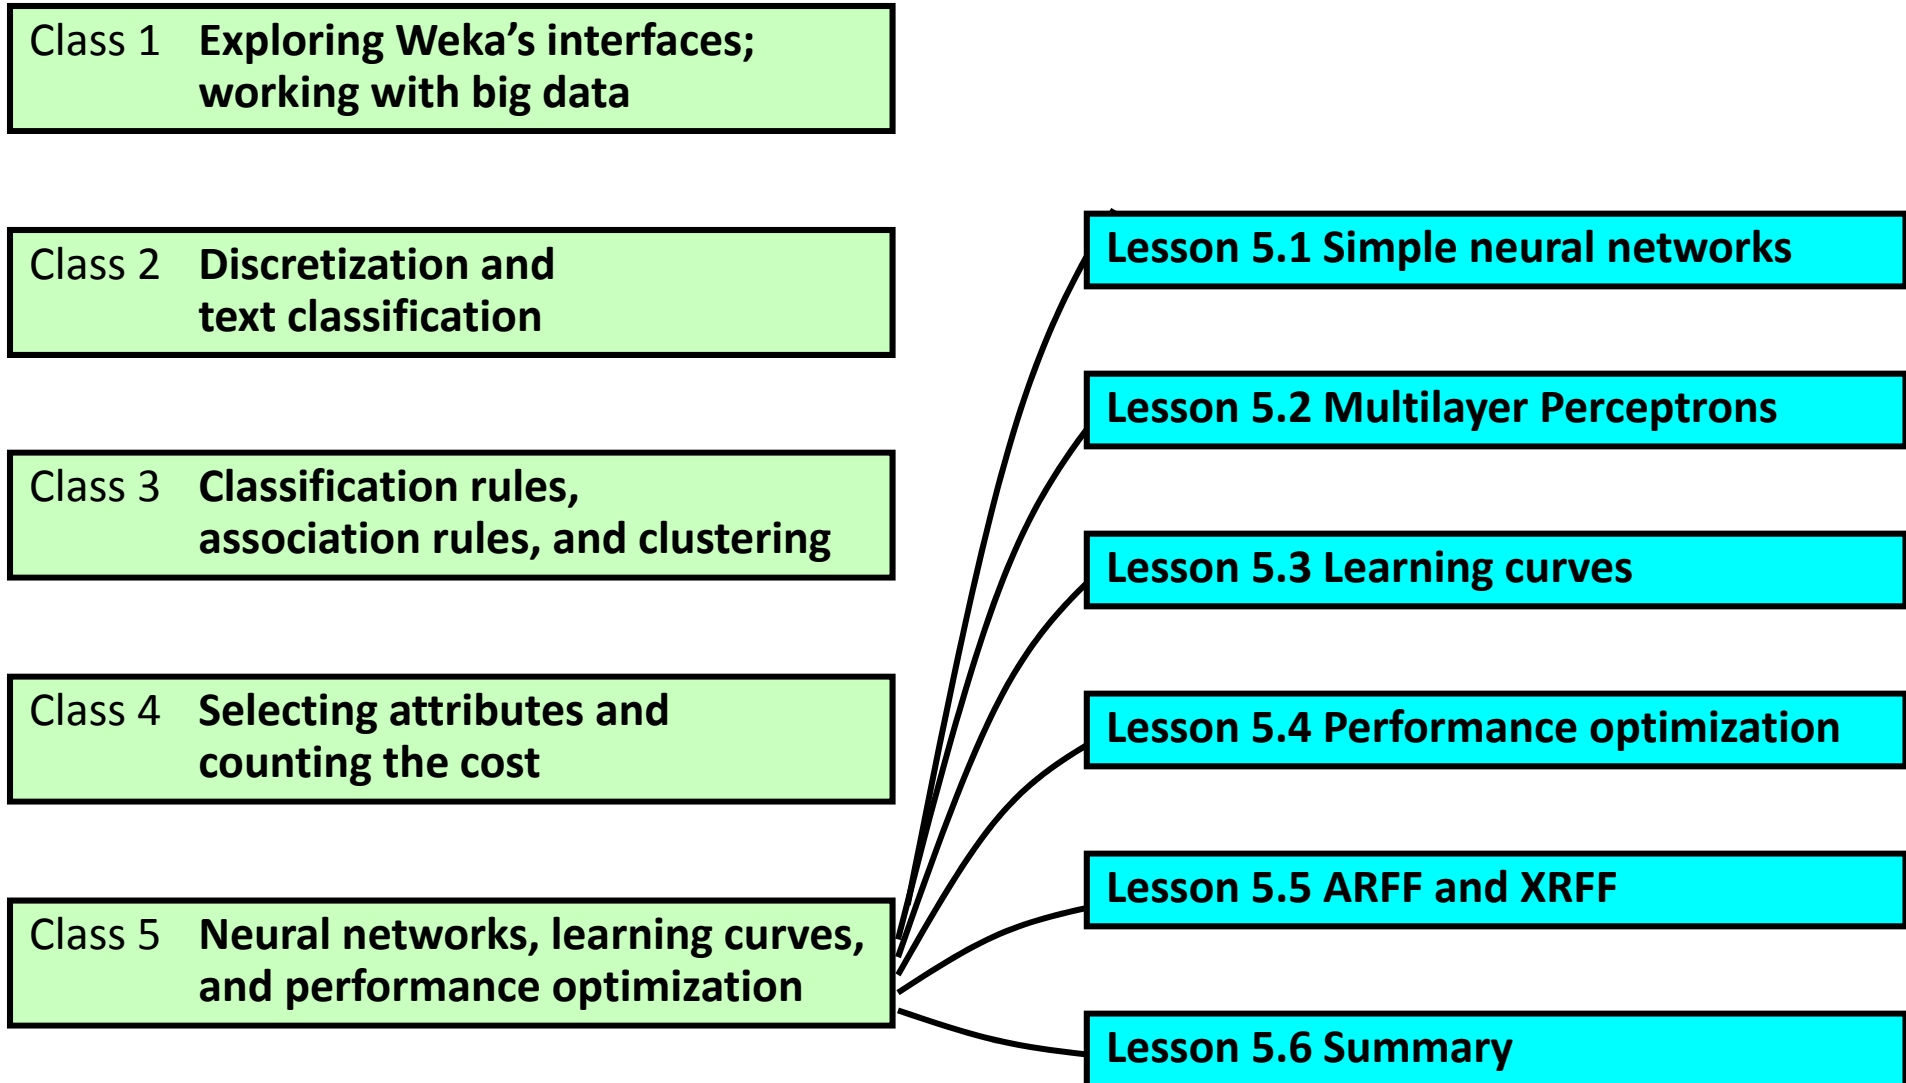 Class 1 Exploring Weka’s interfaces;
working with big data
Class 2 Discretization and
text classification
Class 3 Classification rules,
association rules, and clustering
Class 4 Selecting attributes and
counting the cost
Class 5 Neural networks, learning curves,
and performance optimization
Lesson 5.1 Simple neural networks
Lesson 5.2 Multilayer Perceptrons
Lesson 5.3 Learning curves
Lesson 5.4 Performance optimization
Lesson 5.5 ARFF and XRFF
Lesson 5.6 Summary